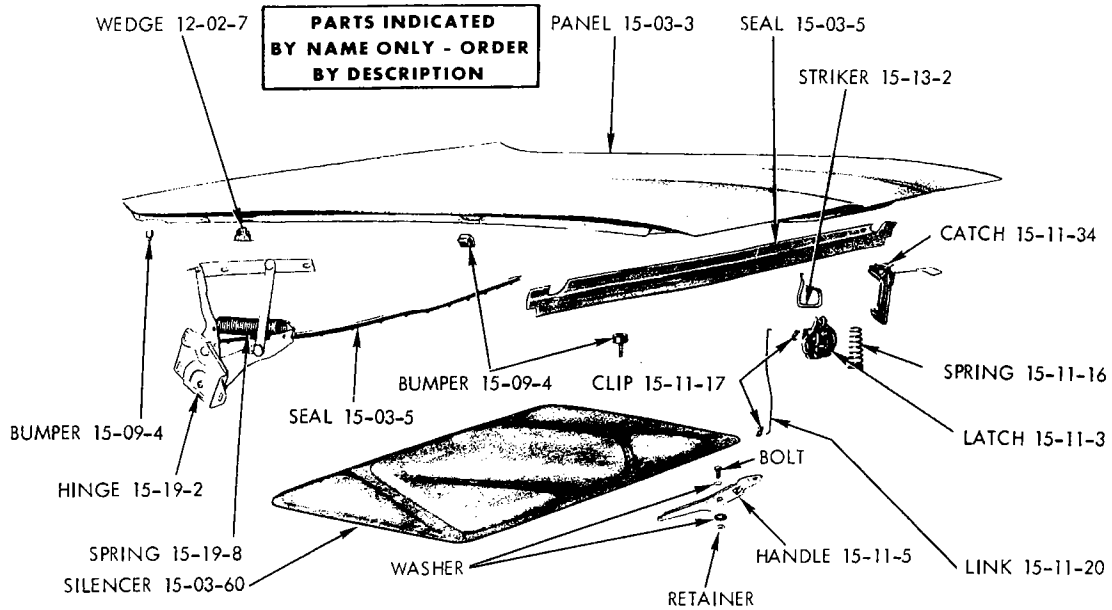 WEDGE 12-02-7
PARTS INDICATED
BY NAME ONLY - ORDER
BY DESCRIPTION
PANEL 15-03-3
SEAL 15-03-5
STRIKER 15-13-2
CATCH 15-11-34
BUMPER 15-09-4
CLIP 15-11-17
SPRING 15-11-16
SEAL 15-03-5
BUMPER 15-09-4
LATCH 15-11-3
BOLT
HINGE 15-19-2
SPRING 15-19-8
WASHER
HANDLE 15-11-5
LINK 15-11-20
SILENCER 15-03-60
RETAINER